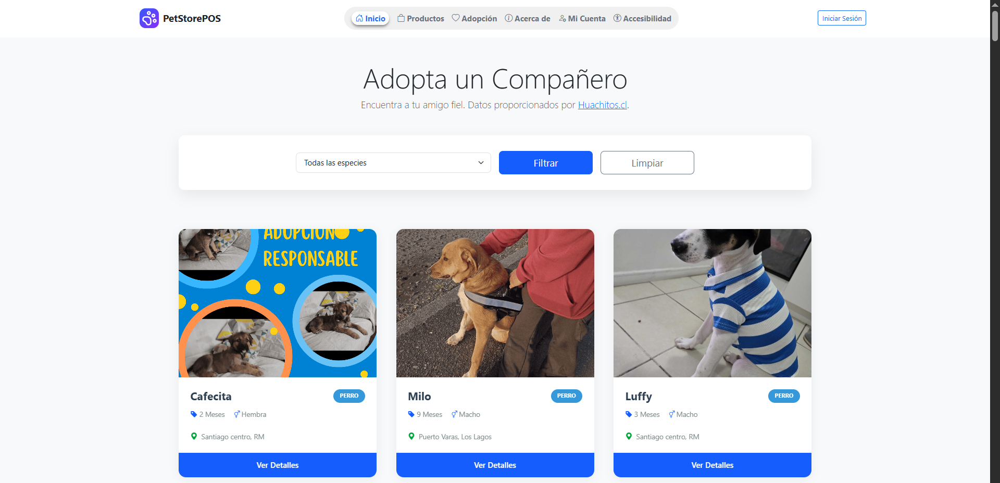 PetStorePOS
Inicio
Productos
Adopción
Acerca de
Mi Cuenta
Accesibilidad
Iniciar Sesión
Adopta un Compañero
Encuentra a tu amigo fiel. Datos proporcionados por Huachitos.cl.
Todas las especies
Filtrar
Limpiar
ADOPCIÓN
RESPONSABLE
Cafecita
PERRO
2 Meses
Hembra
Santiago centro, RM
Ver Detalles
Milo
PERRO
9 Meses
Macho
Puerto Varas, Los Lagos
Ver Detalles
Luffy
PERRO
3 Meses
Macho
Santiago centro, RM
Ver Detalles